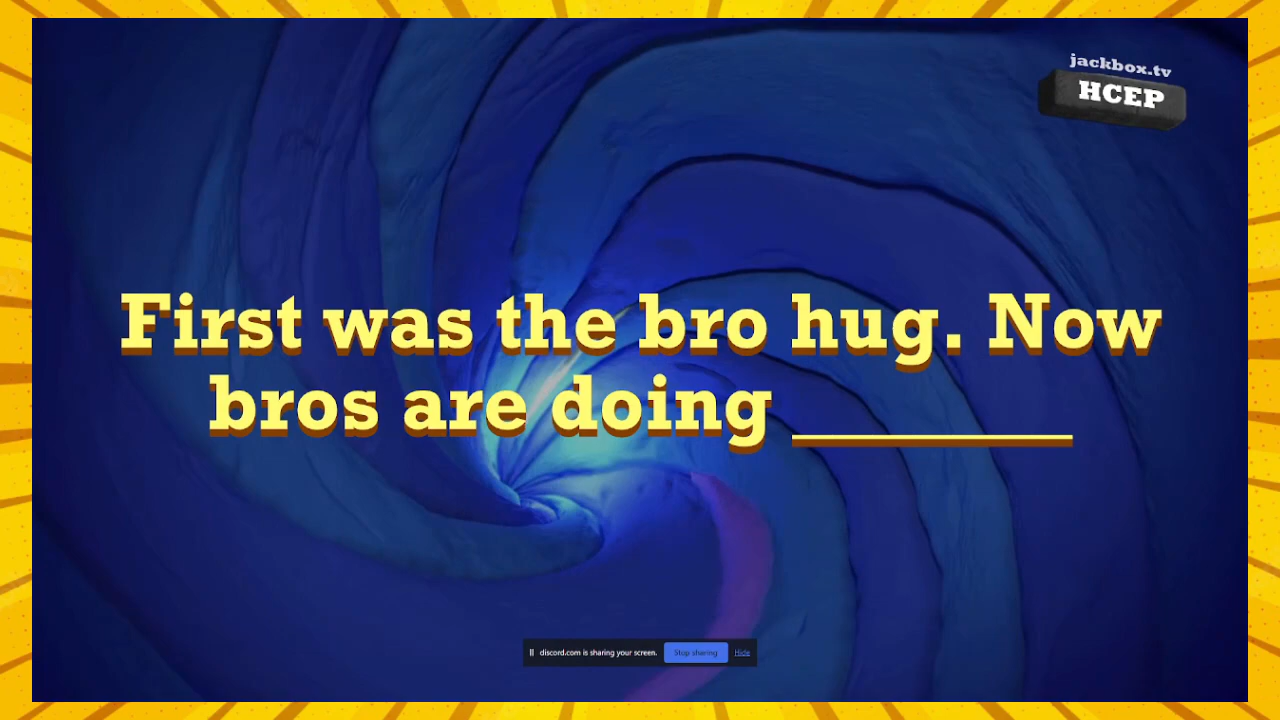 jackbox.tv
HCEP
First was the bro hug. Now
bros are doing ________
discord.com is sharing your screen. Stop sharing Hide